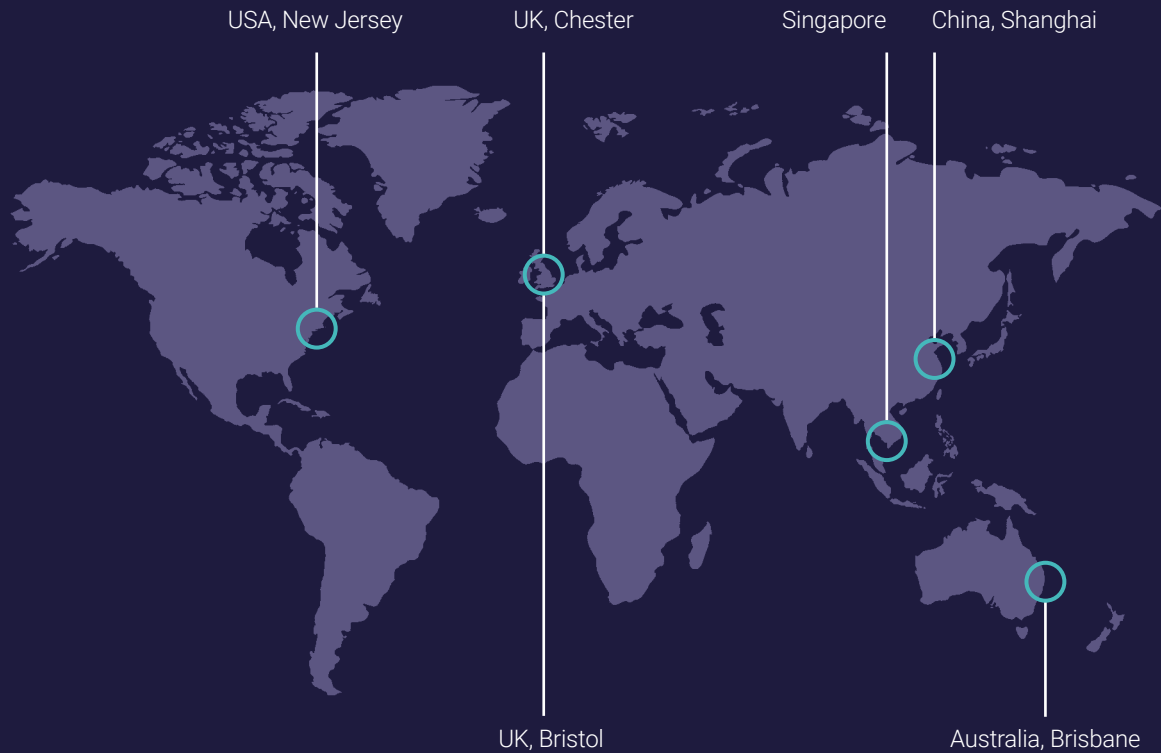 USA, New Jersey
UK, Chester
Singapore
China, Shanghai
UK, Bristol
Australia, Brisbane